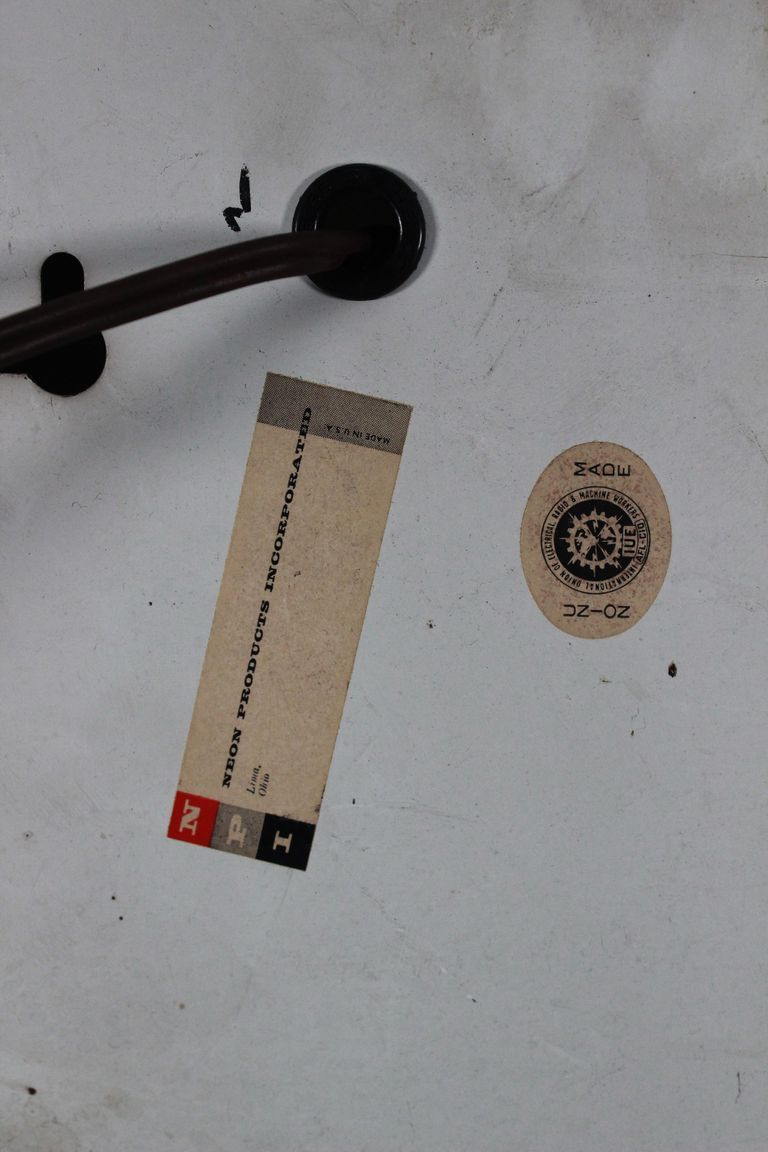 NEON PRODUCTS INCORPORATED
Lima,
Ohio
MADE IN U.S.A.
N P I
UNION
INTERNATIONAL UNION OF ELECTRICAL RADIO & MACHINE WORKERS
IUE
(AFL-CIO)
MADE